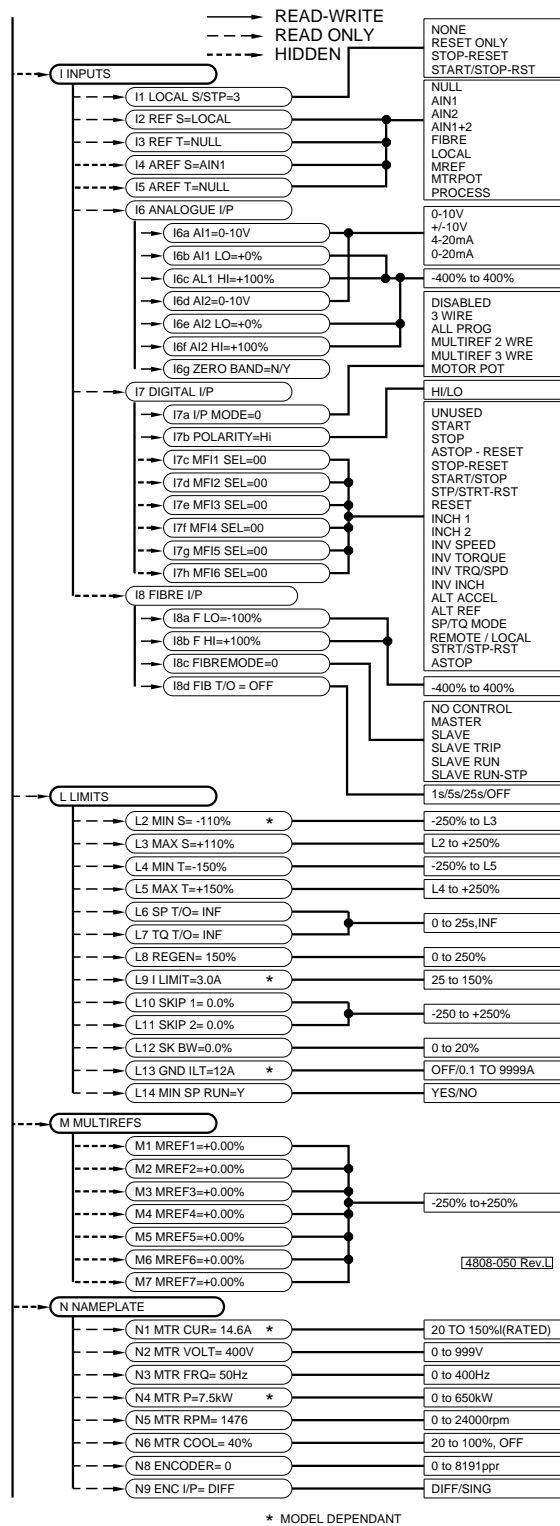 READ-WRITE
READ ONLY
HIDDEN
NONE
RESET ONLY
STOP-RESET
START/STOP-RST
I INPUTS
I1 LOCAL S/STP=3
I2 REF S=LOCAL
I3 REF T=NULL
I4 AREF S=AIN1
I5 AREF T=NULL
NULL
AIN1
AIN2
AIN1+2
FIBRE
LOCAL
MREF
MTRPOT
PROCESS
I6 ANALOGUE I/P
I6a AI1=0-10V
I6b AI1 LO=+0%
I6c AL1 HI=+100%
I6d AI2=0-10V
I6e AI2 LO=+0%
I6f AI2 HI=+100%
I6g ZERO BAND=N/Y
0-10V
+/-10V
4-20mA
0-20mA
-400% to 400%
DISABLED
3 WIRE
ALL PROG
MULTIREF 2 WRE
MULTIREF 3 WRE
MOTOR POT
I7 DIGITAL I/P
I7a I/P MODE=0
I7b POLARITY=Hi
I7c MFI1 SEL=00
I7d MFI2 SEL=00
I7e MFI3 SEL=00
I7f MFI4 SEL=00
I7g MFI5 SEL=00
I7h MFI6 SEL=00
HI/LO
UNUSED
START
STOP
ASTOP - RESET
STOP-RESET
START/STOP
STP/STRT-RST
RESET
INCH 1
INCH 2
INV SPEED
INV TORQUE
INV TRQ/SPD
INV INCH
ALT ACCEL
ALT REF
SP/TQ MODE
REMOTE / LOCAL
STRT/STP-RST
ASTOP
I8 FIBRE I/P
I8a F LO=-100%
I8b F HI=+100%
I8c FIBREMODE=0
I8d FIB T/O = OFF
-400% to 400%
NO CONTROL
MASTER
SLAVE
SLAVE TRIP
SLAVE RUN
SLAVE RUN-STP
1s/5s/25s/OFF
L LIMITS
L2 MIN S= -110% *
-250% to L3
L3 MAX S=+110%
L2 to +250%
L4 MIN T=-150%
-250% to L5
L5 MAX T=+150%
L4 to +250%
L6 SP T/O= INF
L7 TQ T/O= INF
0 to 25s,INF
L8 REGEN= 150%
0 to 250%
L9 I LIMIT=3.0A *
25 to 150%
L10 SKIP 1= 0.0%
L11 SKIP 2= 0.0%
-250 to +250%
L12 SK BW=0.0%
0 to 20%
L13 GND ILT=12A *
OFF/0.1 TO 9999A
L14 MIN SP RUN=Y
YES/NO
M MULTIREFS
M1 MREF1=+0.00%
M2 MREF2=+0.00%
M3 MREF3=+0.00%
M4 MREF4=+0.00%
M5 MREF5=+0.00%
M6 MREF6=+0.00%
M7 MREF7=+0.00%
-250% to+250%
4808-050 Rev.L
N NAMEPLATE
N1 MTR CUR= 14.6A *
20 TO 150%I(RATED)
N2 MTR VOLT= 400V
0 to 999V
N3 MTR FRQ= 50Hz
0 to 400Hz
N4 MTR P=7.5kW *
0 to 650kW
N5 MTR RPM= 1476
0 to 24000rpm
N6 MTR COOL= 40%
20 to 100%, OFF
N8 ENCODER= 0
0 to 8191ppr
N9 ENC I/P= DIFF
DIFF/SING
* MODEL DEPENDANT